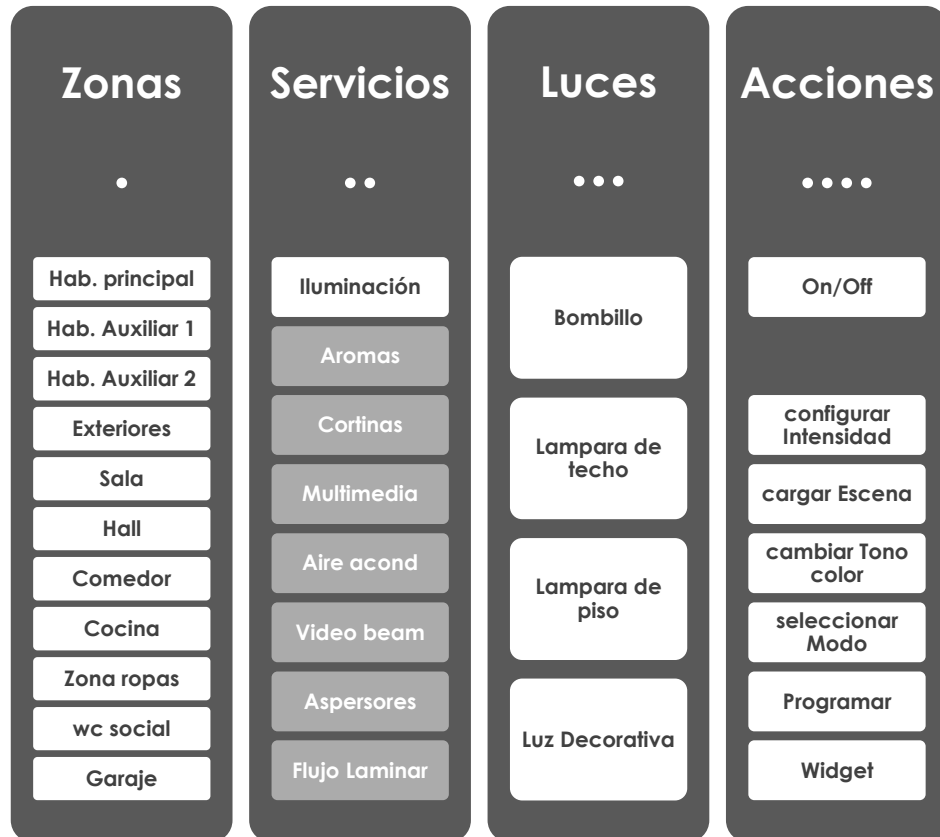 Zonas
Hab. principal
Hab. Auxiliar 1
Hab. Auxiliar 2
Exteriores
Sala
Hall
Comedor
Cocina
Zona ropas
wc social
Garaje
Servicios
Iluminación
Aromas
Cortinas
Multimedia
Aire acond
Video beam
Aspersores
Flujo Laminar
Luces
Bombillo
Lampara de
techo
Lampara de
piso
Luz Decorativa
Acciones
On/Off
configurar
Intensidad
cargar Escena
cambiar Tono
color
seleccionar
Modo
Programar
Widget